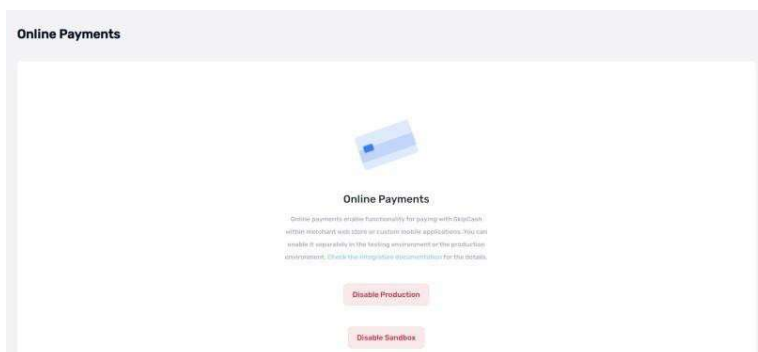 Online Payments
Online Payments
Online payments enable functionality for paying with SkipCash
within merchant web store or custom mobile applications. You can
enable it separately in the testing environment or the production
environment. Check the integration documentation for the details.
Disable Production
Disable Sandbox